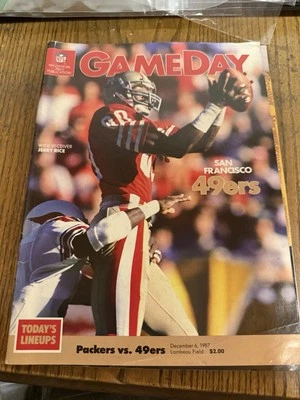 NFL
GAMEDAY
WIDE RECEIVER
JERRY RICE
SAN
FRANCISCO
49ers
TODAY'S
LINEUPS
Packers vs. 49ers
December 6, 1987
Lambeau Field $2.00